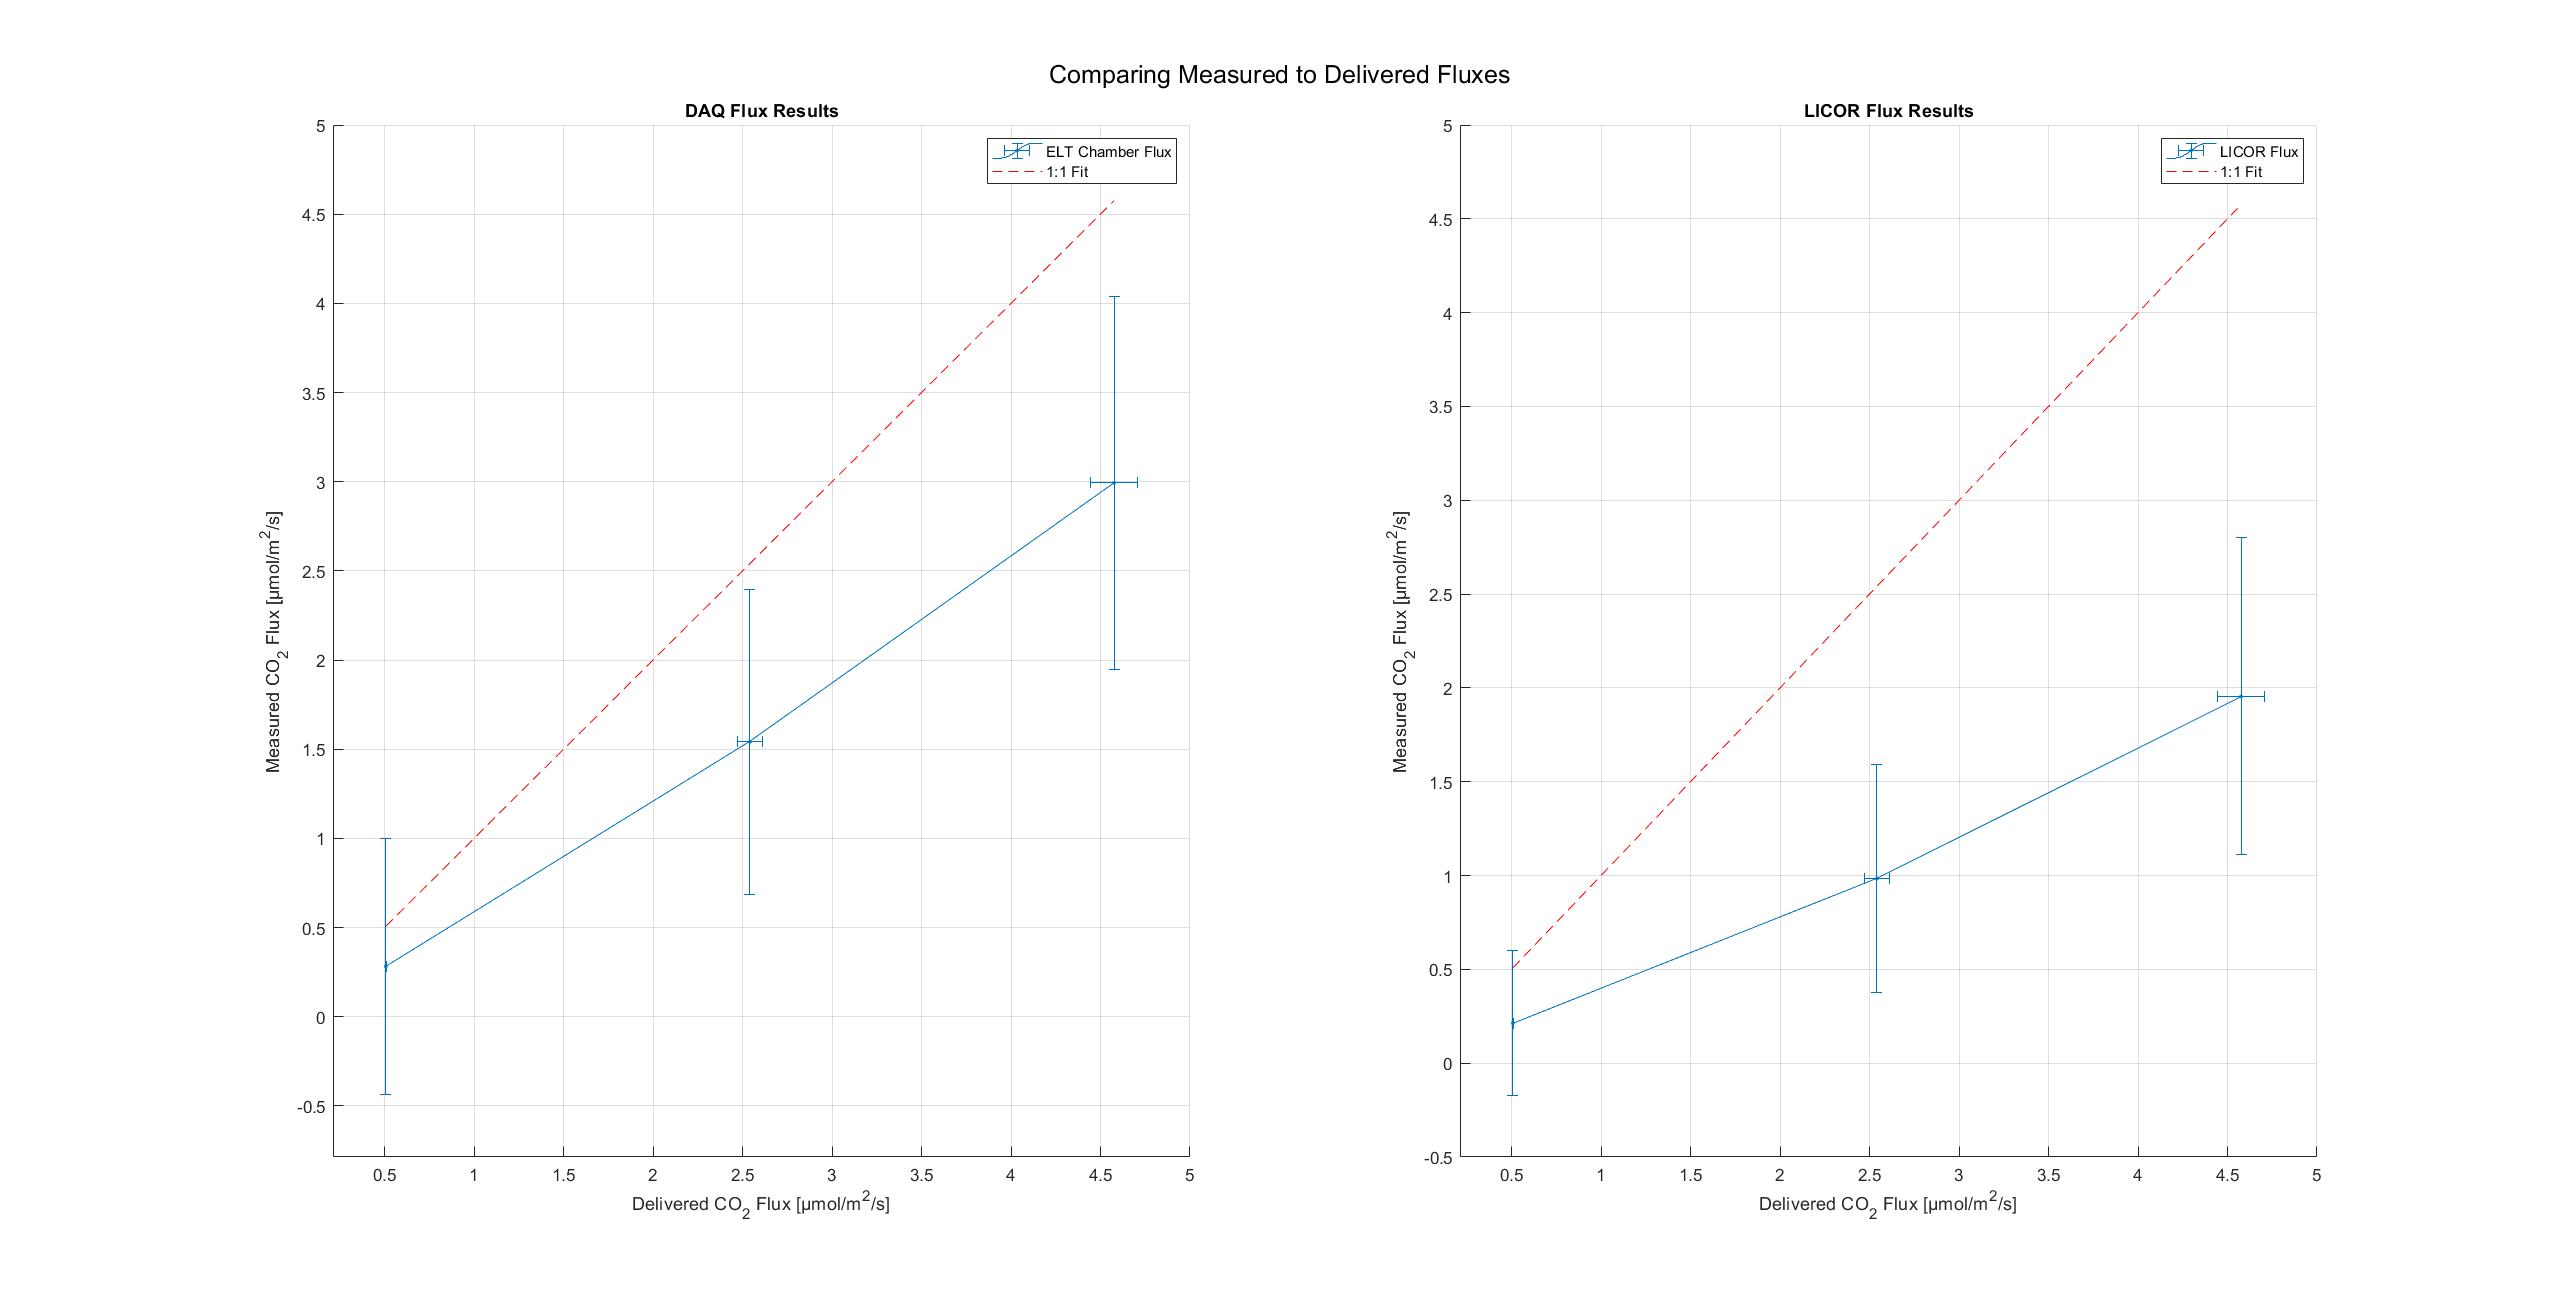 Comparing Measured to Delivered Fluxes
DAQ Flux Results
5
4.5
4
3.5
3
2.5
2
1.5
1
0.5
0
-0.5
Measured CO2 Flux [µmol/m2/s]
0.5 1 1.5 2 2.5 3 3.5 4 4.5 5
Delivered CO2 Flux [µmol/m2/s]
ELT Chamber Flux
1:1 Fit
LICOR Flux Results
5
4.5
4
3.5
3
2.5
2
1.5
1
0.5
0
-0.5
Measured CO2 Flux [µmol/m2/s]
0.5 1 1.5 2 2.5 3 3.5 4 4.5 5
Delivered CO2 Flux [µmol/m2/s]
LICOR Flux
1:1 Fit